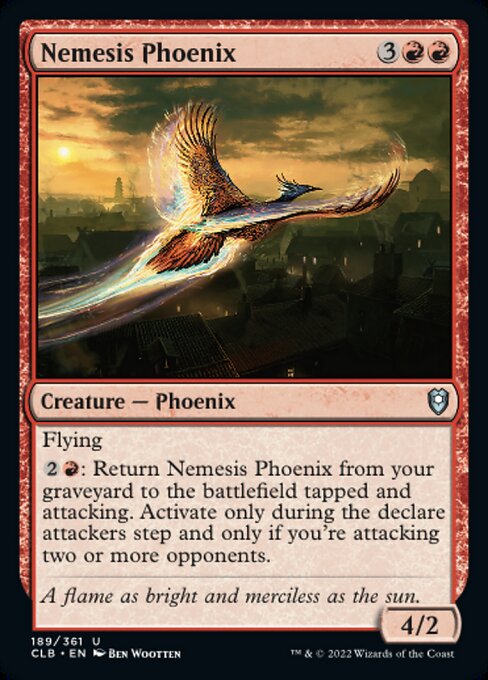 Nemesis Phoenix 3
Creature — Phoenix
Flying
2 : Return Nemesis Phoenix from your
graveyard to the battlefield tapped and
attacking. Activate only during the declare
attackers step and only if you're attacking
two or more opponents.
A flame as bright and merciless as the sun.
4/2
189/361 U
CLB • EN Ben Wootten
™ & © 2022 Wizards of the Coast